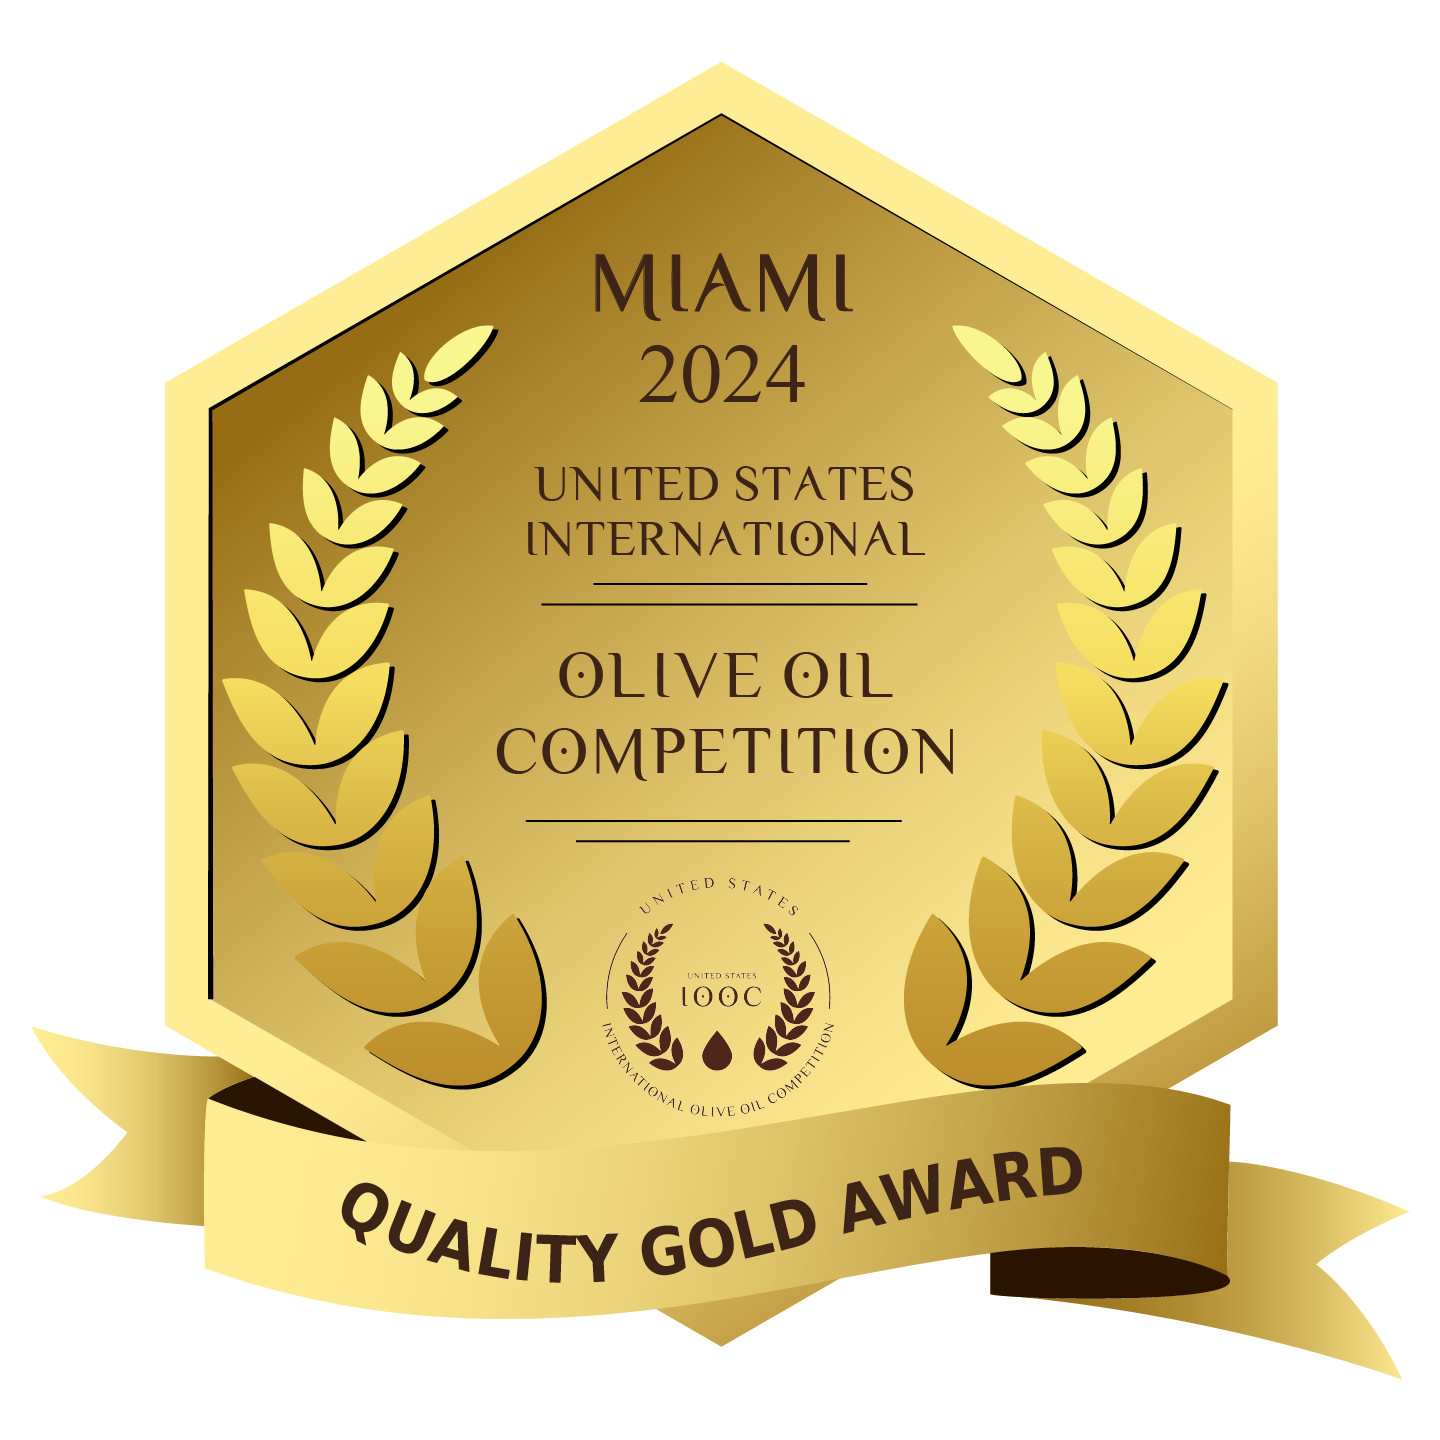 MIAMI
2024
UNITED STATES
INTERNATIONAL
OLIVE OIL
COMPETITION
UNITED STATES
UNITED STATES
IOOC
INTERNATIONAL OLIVE OIL COMPETITION
QUALITY GOLD AWARD